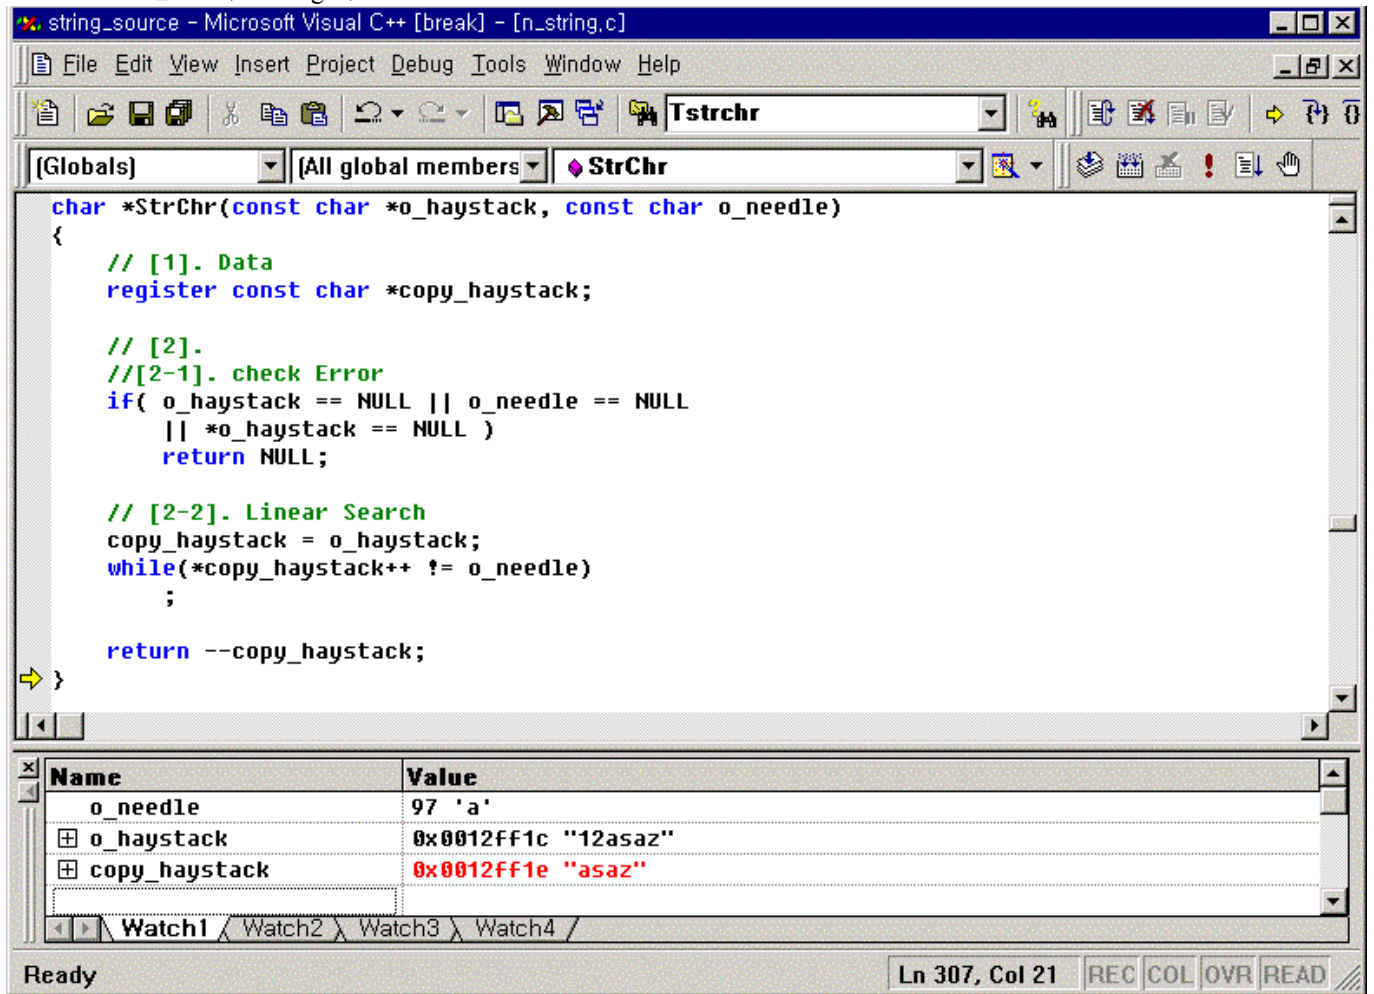 string_source - Microsoft Visual C++ [break] - [n_string.c]
File Edit View Insert Project Debug Tools Window Help
Tstrchr
(Globals) (All global members StrChr
char *StrChr(const char *o_haystack, const char o_needle)
{
// [1]. Data
register const char *copy_haystack;
// [2].
//[2-1]. check Error
if( o_haystack == NULL || o_needle == NULL
|| *o_haystack == NULL )
return NULL;
// [2-2]. Linear Search
copy_haystack = o_haystack;
while(*copy_haystack++ != o_needle)
;
return --copy_haystack;
}
Name Value
o_needle 97 'a'
o_haystack 0x0012ff1c "12asaz"
copy_haystack 0x0012ff1e "asaz"
Watch1 Watch2 Watch3 Watch4
Ready Ln 307, Col 21 REC COL OVR READ